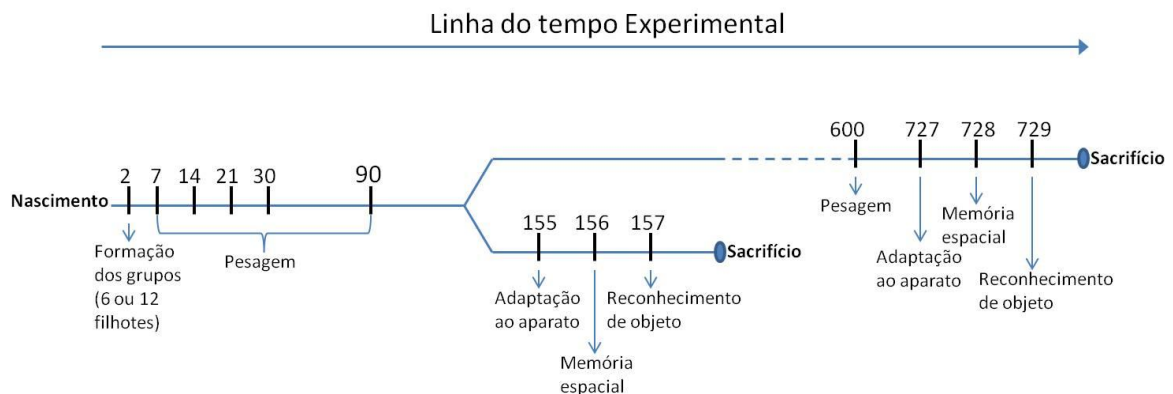 Linha do tempo Experimental
600 727 728 729
Sacrifício
2 7 14 21 30 90
Nascimento
Pesagem
Memória
espacial
155 156 157
Sacrifício
Formação
dos grupos
(6 ou 12
filhotes)
Pesagem
Adaptação
ao aparato
Reconhecimento
de objeto
Adaptação
ao aparato
Reconhecimento
de objeto
Memória
espacial